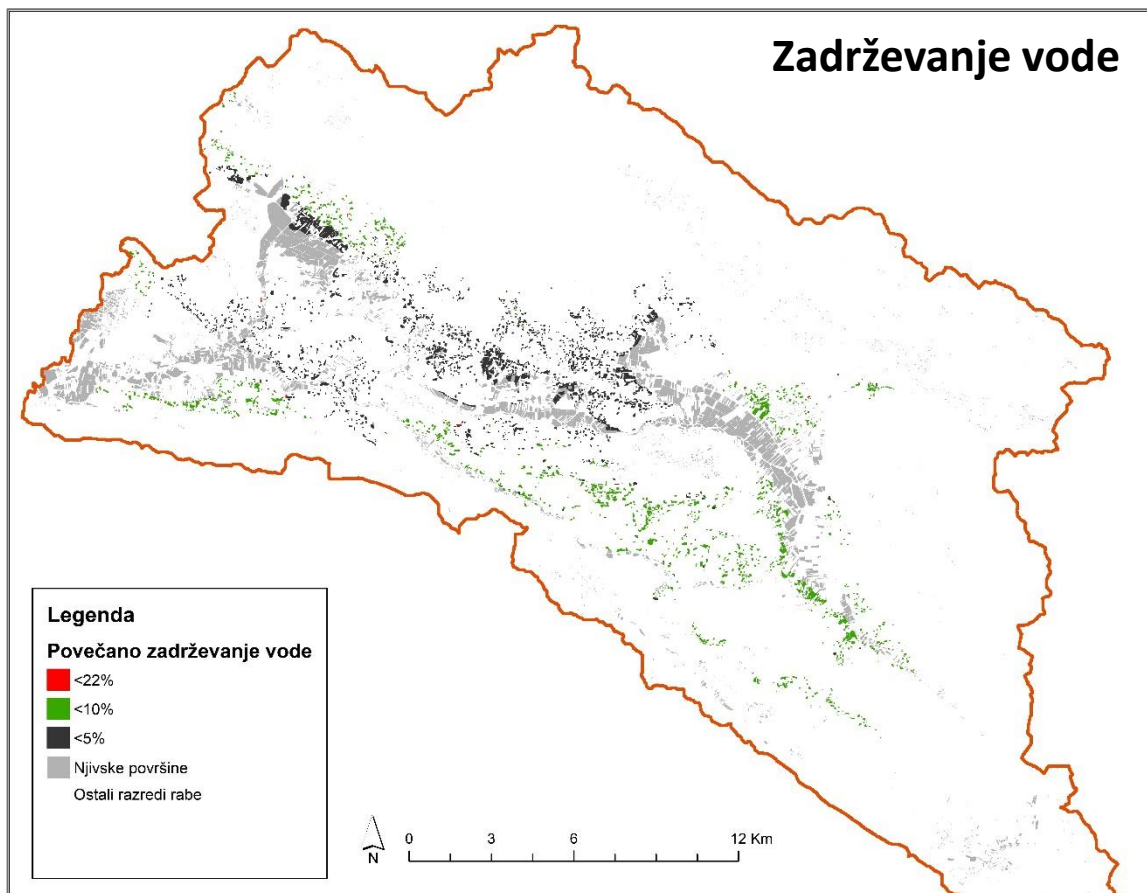 Zadrževanje vode
Legenda
Povečano zadrževanje vode
<22%
<10%
<5%
Njivske površine
Ostali razredi rabe
N
0 3 6 12 Km